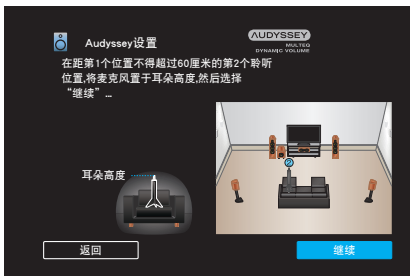 Audyssey设置
AUDYSSEY
MULTEQ
DYNAMIC VOLUME
在距第1个位置不得超过60厘米的第2个聆听
位置,将麦克风置于耳朵高度,然后选择
“继续”...
耳朵高度
返回
继续